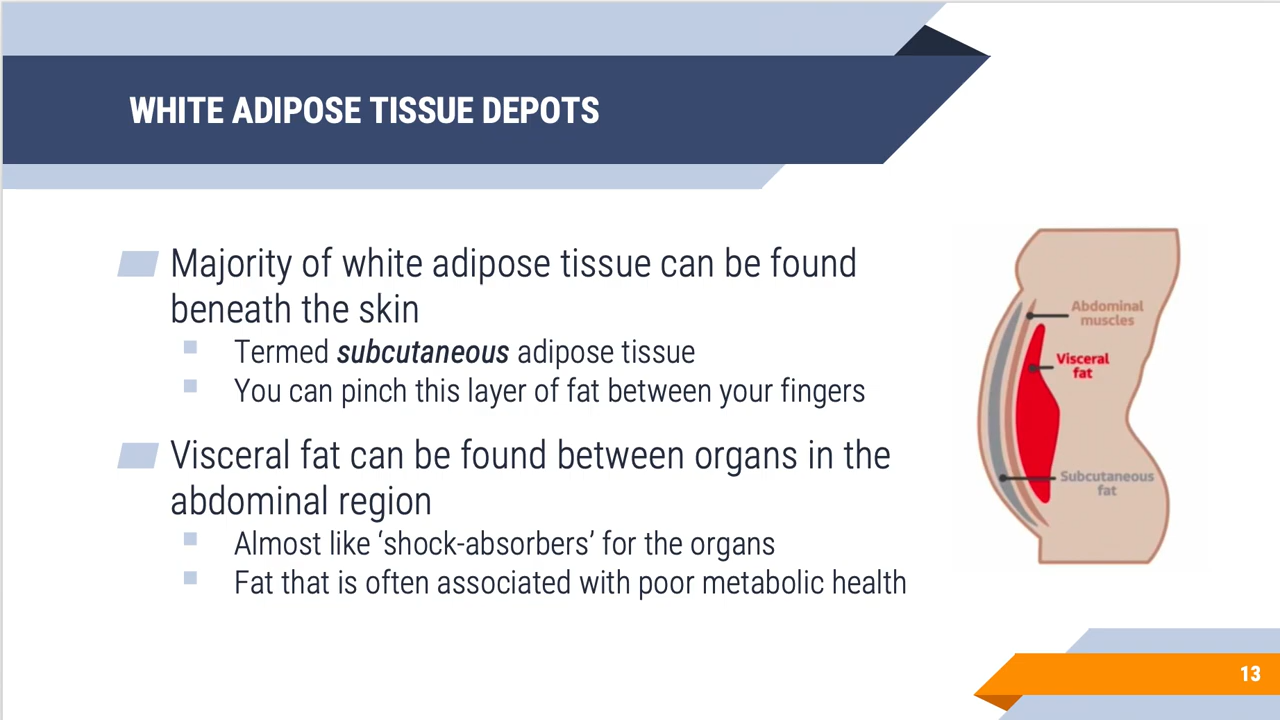 WHITE ADIPOSE TISSUE DEPOTS
Majority of white adipose tissue can be found
beneath the skin
Termed subcutaneous adipose tissue
You can pinch this layer of fat between your fingers
Visceral fat can be found between organs in the
abdominal region
Almost like ‘shock-absorbers’ for the organs
Fat that is often associated with poor metabolic health
Abdominal
muscles
Visceral
fat
Subcutaneous
fat
13